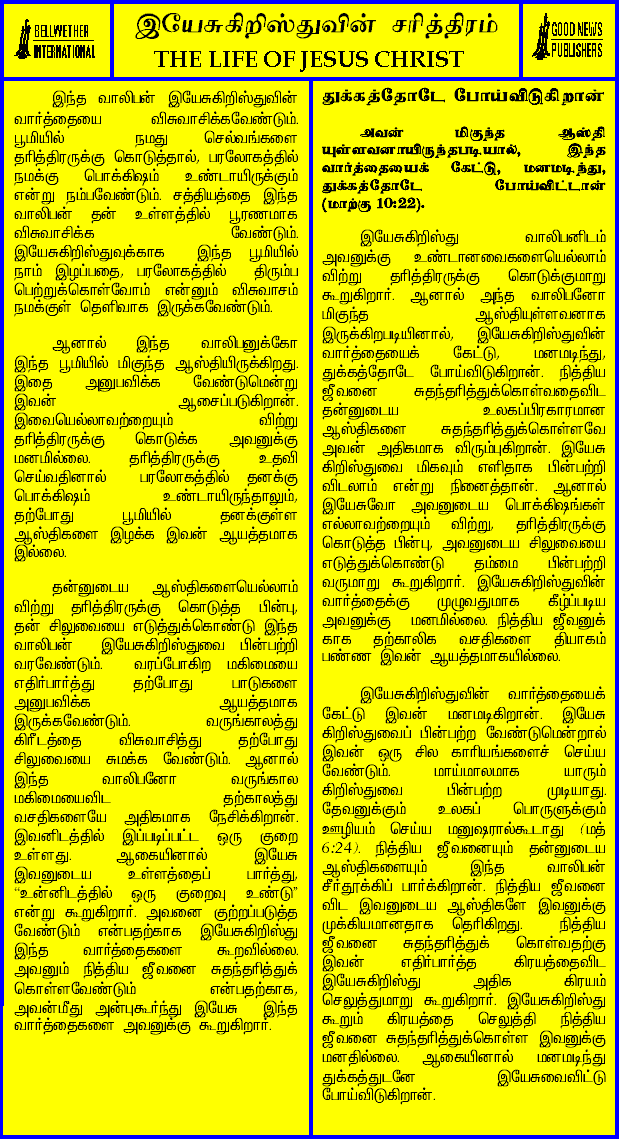 BELLWETHER
INTERNATIONAL
இயேசுகிறிஸ்துவின் சரித்திரம்
THE LIFE OF JESUS CHRIST
GOOD NEWS
PUBLISHERS
இந்த வாலிபன் இயேசுகிறிஸ்துவின்
வார்த்தையை விசுவாசிக்கவேண்டும்.
பூமியில் நமது செல்வங்களை
தரித்திரருக்கு கொடுத்தால், பரலோகத்தில்
நமக்கு பொக்கிஷம் உண்டாயிருக்கும்
என்று நம்பவேண்டும். சத்தியத்தை இந்த
வாலிபன் தன் உள்ளத்தில் பூரணமாக
விசுவாசிக்க வேண்டும்.
இயேசுகிறிஸ்துவுக்காக இந்த பூமியில்
நாம் இழப்பதை, பரலோகத்தில் திரும்ப
பெற்றுக்கொள்வோம் என்னும் விசுவாசம்
நமக்குள் தெளிவாக இருக்கவேண்டும்.
ஆனால் இந்த வாலிபனுக்கோ
இந்த பூமியில் மிகுந்த ஆஸ்தியிருக்கிறது.
இதை அனுபவிக்க வேண்டுமென்று
இவன் ஆசைப்படுகிறான்.
இவையெல்லாவற்றையும் விற்று
தரித்திரருக்கு கொடுக்க அவனுக்கு
மனமில்லை. தரித்திரருக்கு உதவி
செய்வதினால் பரலோகத்தில் தனக்கு
பொக்கிஷம் உண்டாயிருந்தாலும்,
தற்போது பூமியில் தனக்குள்ள
ஆஸ்திகளை இழக்க இவன் ஆயத்தமாக
இல்லை.
தன்னுடைய ஆஸ்திகளையெல்லாம்
விற்று தரித்திரருக்கு கொடுத்த பின்பு,
தன் சிலுவையை எடுத்துக்கொண்டு இந்த
வாலிபன் இயேசுகிறிஸ்துவை பின்பற்றி
வரவேண்டும். வரப்போகிற மகிமையை
எதிர்பார்த்து தற்போது பாடுகளை
அனுபவிக்க ஆயத்தமாக
இருக்கவேண்டும். வருங்காலத்து
கிரீடத்தை விசுவாசித்து தற்போது
சிலுவையை சுமக்க வேண்டும். ஆனால்
இந்த வாலிபனோ வருங்கால
மகிமையைவிட தற்காலத்து
வசதிகளையே அதிகமாக நேசிக்கிறான்.
இவனிடத்தில் இப்படிப்பட்ட ஒரு குறை
உள்ளது. ஆகையினால் இயேசு
இவனுடைய உள்ளத்தைப் பார்த்து,
“உன்னிடத்தில் ஒரு குறைவு உண்டு”
என்று கூறுகிறார். அவனை குற்றப்படுத்த
வேண்டும் என்பதற்காக இயேசுகிறிஸ்து
இந்த வார்த்தைகளை கூறவில்லை.
அவனும் நித்திய ஜீவனை சுதந்தரித்துக்
கொள்ளவேண்டும் என்பதற்காக,
அவன்மீது அன்புகூர்ந்து இயேசு இந்த
வார்த்தைகளை அவனுக்கு கூறுகிறார்.
துக்கத்தோடே போய்விடுகிறான்
அவன் மிகுந்த ஆஸ்தி
யுள்ளவனாயிருந்தபடியால், இந்த
வார்த்தையைக் கேட்டு, மனமடிந்து,
துக்கத்தோடே போய்விட்டான்
(மாற்கு 10:22).
இயேசுகிறிஸ்து வாலிபனிடம்
அவனுக்கு உண்டானவைகளையெல்லாம்
விற்று தரித்திரருக்கு கொடுக்குமாறு
கூறுகிறார். ஆனால் அந்த வாலிபனோ
மிகுந்த ஆஸ்தியுள்ளவனாக
இருக்கிறபடியினால், இயேசுகிறிஸ்துவின்
வார்த்தையைக் கேட்டு, மனமடிந்து,
துக்கத்தோடே போய்விடுகிறான். நித்திய
ஜீவனை சுதந்தரித்துக்கொள்வதைவிட
தன்னுடைய உலகப்பிரகாரமான
ஆஸ்திகளை சுதந்தரித்துக்கொள்ளவே
அவன் அதிகமாக விரும்புகிறான். இயேசு
கிறிஸ்துவை மிகவும் எளிதாக பின்பற்றி
விடலாம் என்று நினைத்தான். ஆனால்
இயேசுவோ அவனுடைய பொக்கிஷங்கள்
எல்லாவற்றையும் விற்று, தரித்திரருக்கு
கொடுத்த பின்பு, அவனுடைய சிலுவையை
எடுத்துக்கொண்டு தம்மை பின்பற்றி
வருமாறு கூறுகிறார். இயேசுகிறிஸ்துவின்
வார்த்தைக்கு முழுவதுமாக கீழ்ப்படிய
அவனுக்கு மனமில்லை. நித்திய ஜீவனுக்
காக தற்காலிக வசதிகளை தியாகம்
பண்ண இவன் ஆயத்தமாகயில்லை.
இயேசுகிறிஸ்துவின் வார்த்தையைக்
கேட்டு இவன் மனமடிகிறான். இயேசு
கிறிஸ்துவைப் பின்பற்ற வேண்டுமென்றால்
இவன் ஒரு சில காரியங்களைச் செய்ய
வேண்டும். மாய்மாலமாக யாரும்
கிறிஸ்துவை பின்பற்ற முடியாது.
தேவனுக்கும் உலகப் பொருளுக்கும்
ஊழியம் செய்ய மனுஷரால்கூடாது (மத்
6:24). நித்திய ஜீவனையும் தன்னுடைய
ஆஸ்திகளையும் இந்த வாலிபன்
சீர்தூக்கிப் பார்க்கிறான். நித்திய ஜீவனை
விட இவனுடைய ஆஸ்திகளே இவனுக்கு
முக்கியமானதாக தெரிகிறது. நித்திய
ஜீவனை சுதந்தரித்துக் கொள்வதற்கு
இவன் எதிர்பார்த்த கிரயத்தைவிட
இயேசுகிறிஸ்து அதிக கிரயம்
செலுத்துமாறு கூறுகிறார். இயேசுகிறிஸ்து
கூறும் கிரயத்தை செலுத்தி நித்திய
ஜீவனை சுதந்தரித்துக்கொள்ள இவனுக்கு
மனதில்லை. ஆகையினால் மனமடிந்து
துக்கத்துடனே இயேசுவைவிட்டு
போய்விடுகிறான்.